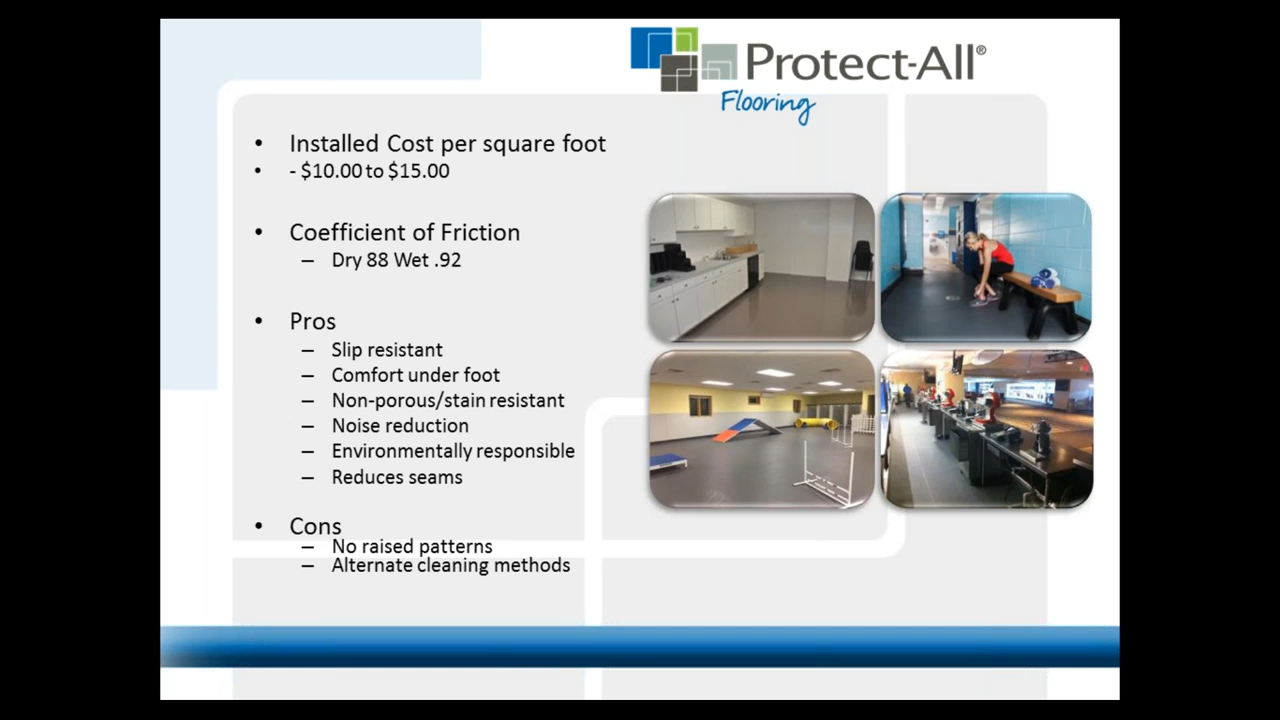 Protect-All®
Flooring
• Installed Cost per square foot
• - $10.00 to $15.00
• Coefficient of Friction
– Dry 88 Wet .92
• Pros
– Slip resistant
– Comfort under foot
– Non-porous/stain resistant
– Noise reduction
– Environmentally responsible
– Reduces seams
• Cons
– No raised patterns
– Alternate cleaning methods